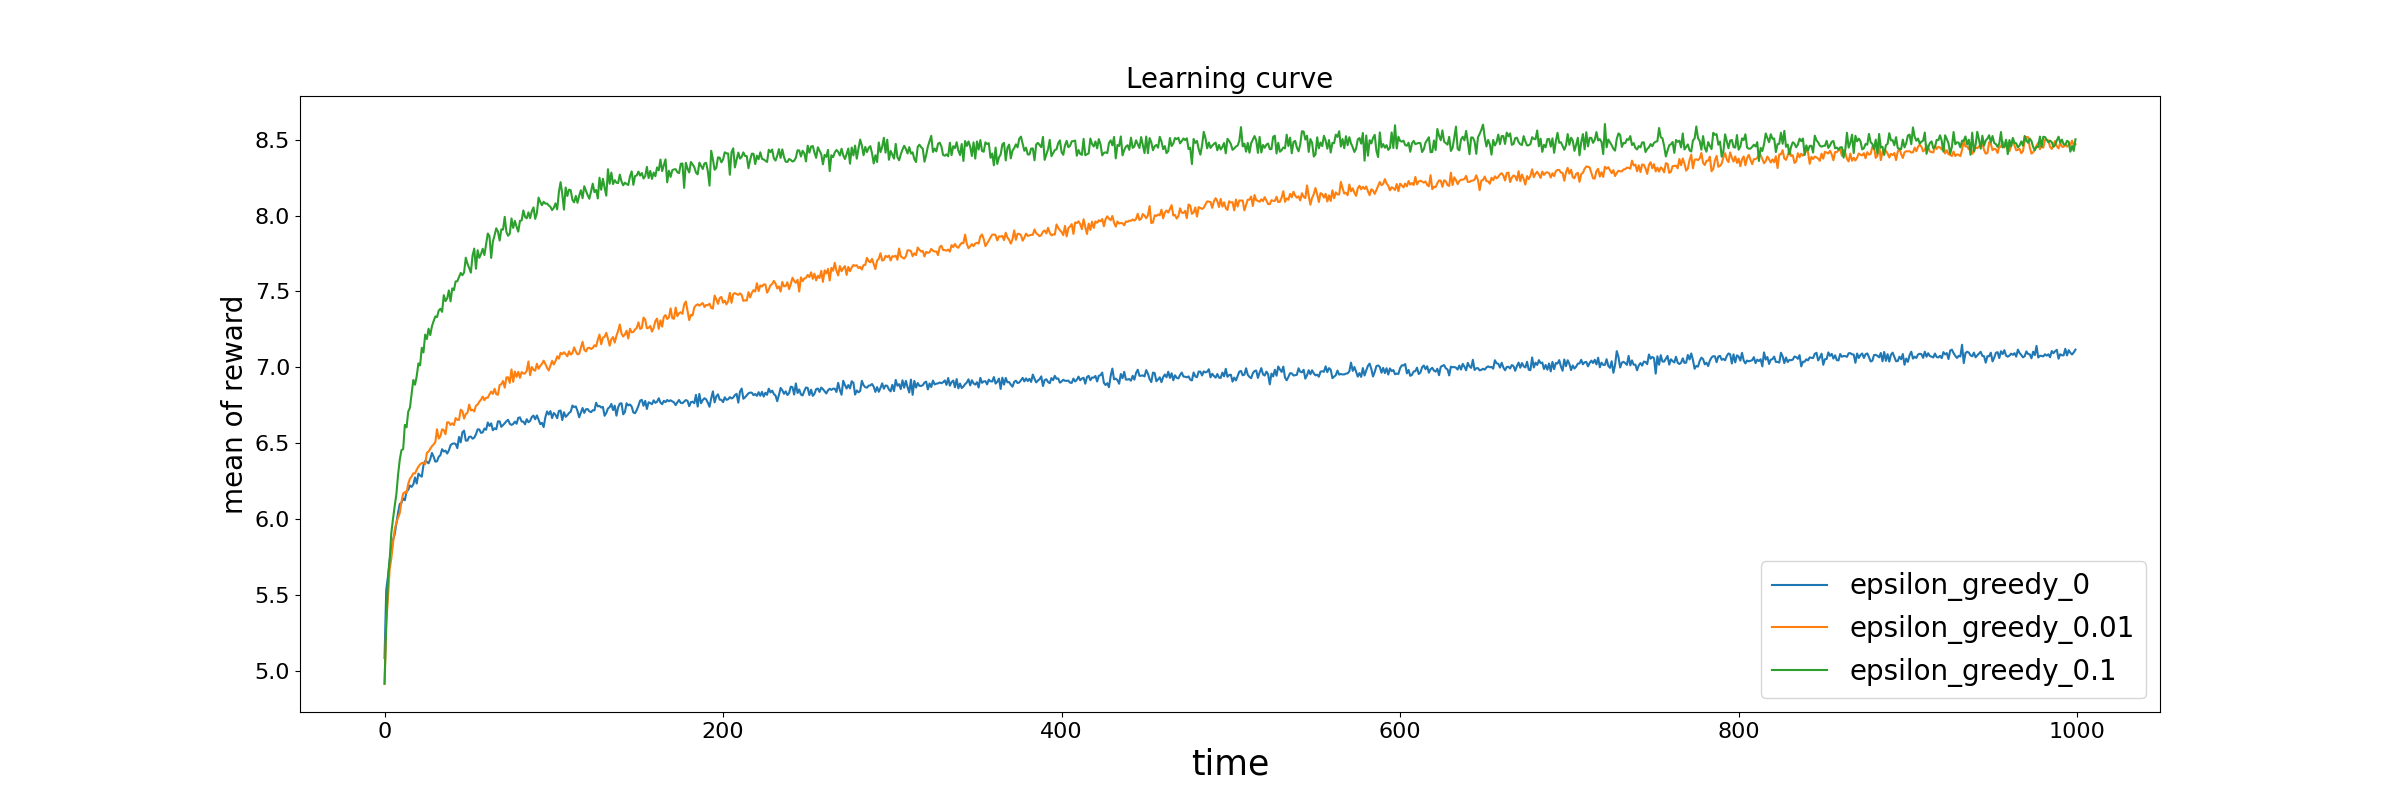 Learning curve
mean of reward
8.5
8.0
7.5
7.0
6.5
6.0
5.5
5.0
0
200
400
600
800
1000
time
epsilon_greedy_0
epsilon_greedy_0.01
epsilon_greedy_0.1